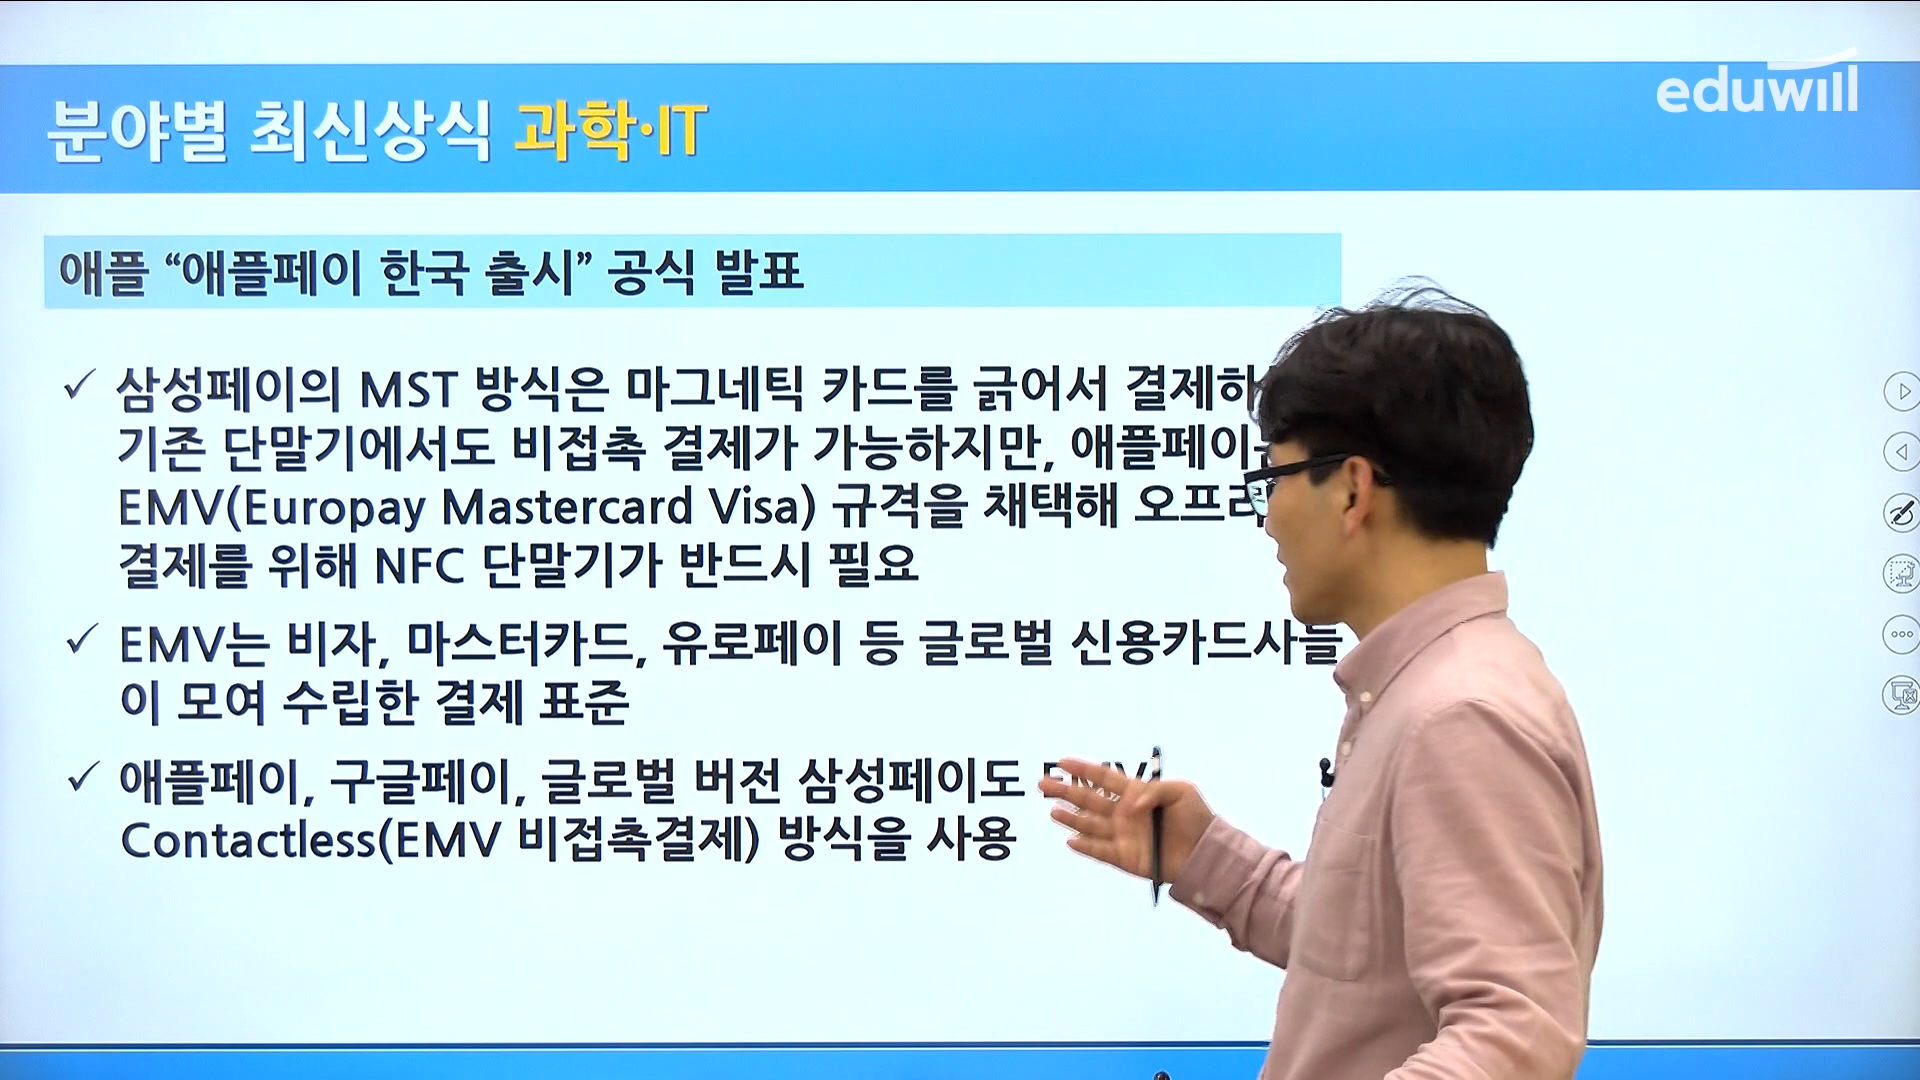 eduwill
분야별 최신상식 과학·IT
애플 “애플페이 한국 출시” 공식 발표
✓ 삼성페이의 MST 방식은 마그네틱 카드를 긁어서 결제하
기존 단말기에서도 비접촉 결제가 가능하지만, 애플페이
EMV(Europay Mastercard Visa) 규격을 채택해 오프라
결제를 위해 NFC 단말기가 반드시 필요
✓ EMV는 비자, 마스터카드, 유로페이 등 글로벌 신용카드사들
이 모여 수립한 결제 표준
✓ 애플페이, 구글페이, 글로벌 버전 삼성페이도 EMV
Contactless(EMV 비접촉결제) 방식을 사용